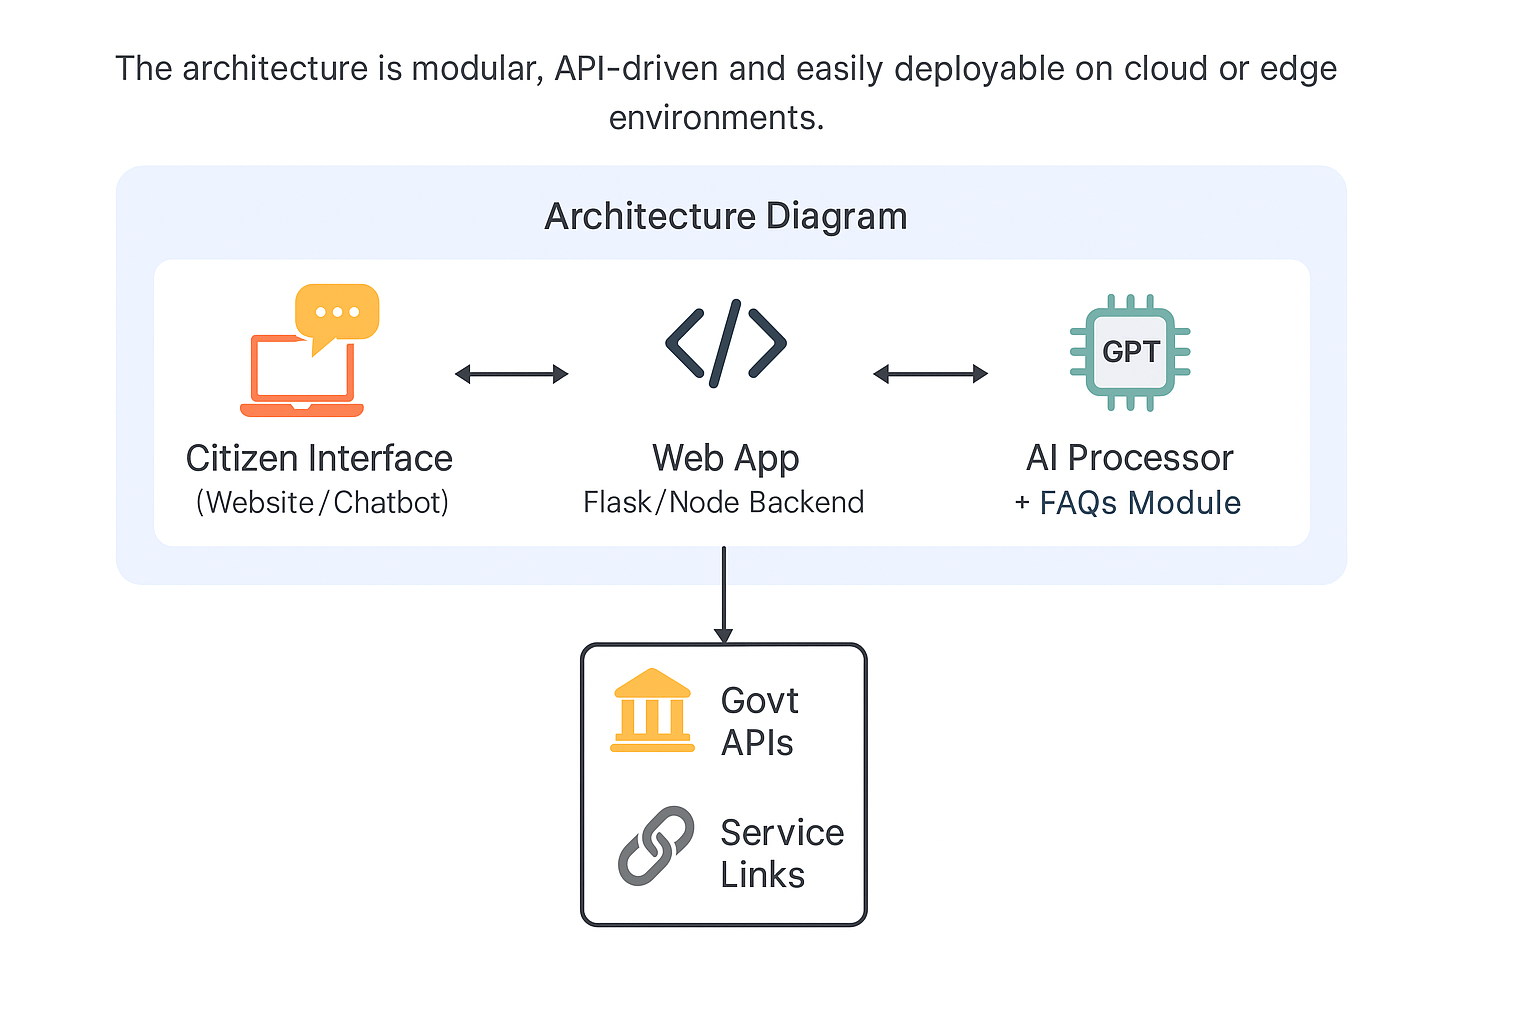 The architecture is modular, API-driven and easily deployable on cloud or edge
environments.
Architecture Diagram
GPT
Citizen Interface
(Website/Chatbot)
Web App
Flask/Node Backend
AI Processor
+ FAQs Module
Govt
APIs
Service
Links